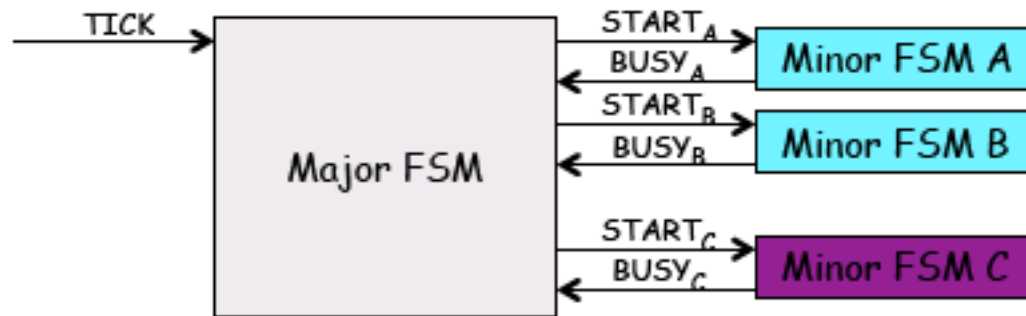 TICK
Major FSM
START_A
BUSY_A
Minor FSM A
START_B
BUSY_B
Minor FSM B
START_C
BUSY_C
Minor FSM C